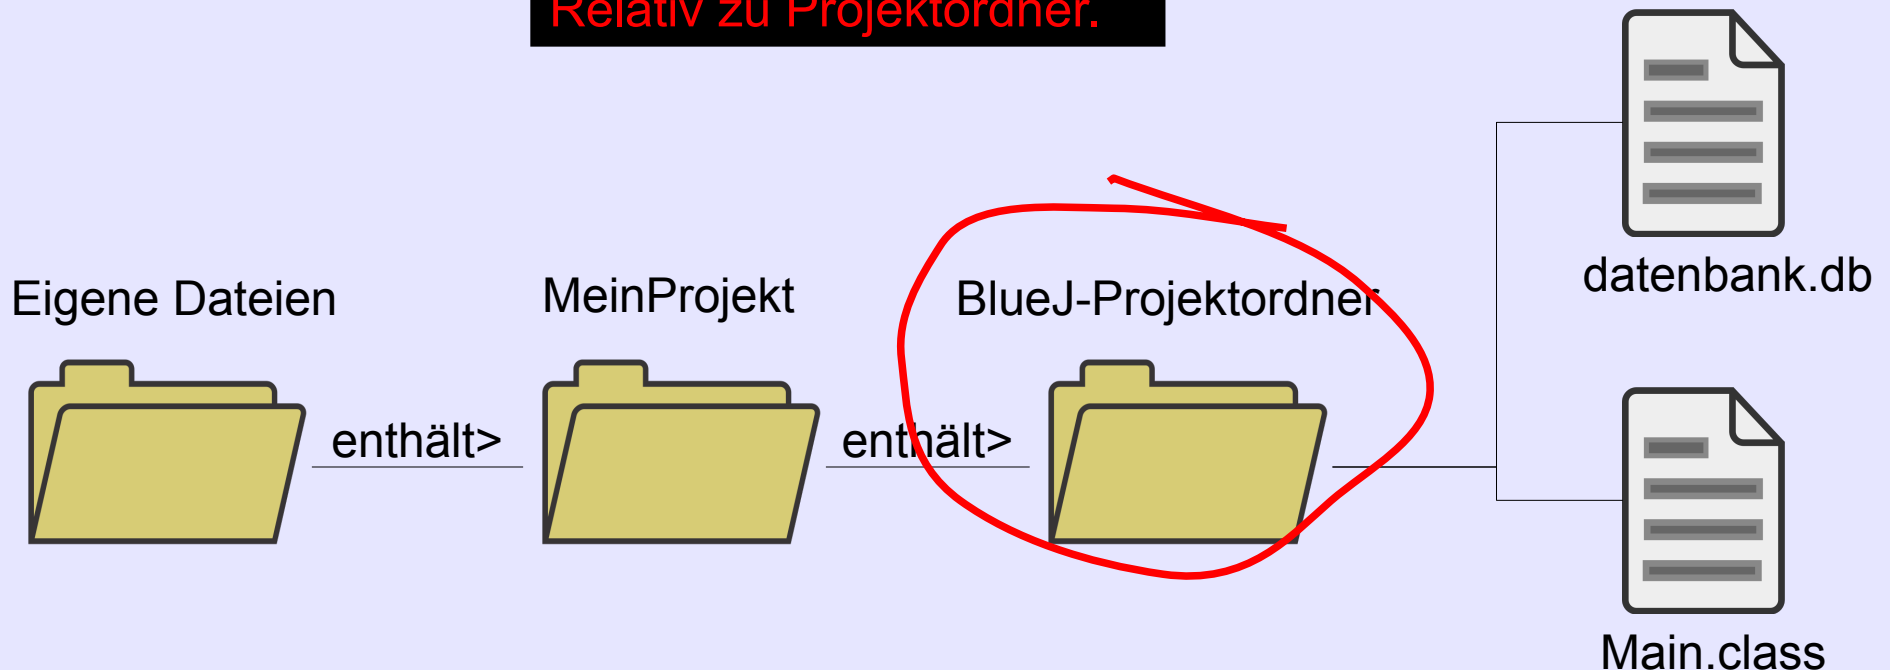 Relativ zu Projektordner.
datenbank.db
Eigene Dateien
MeinProjekt
BlueJ-Projektordner
enthält>
enthält>
Main.class